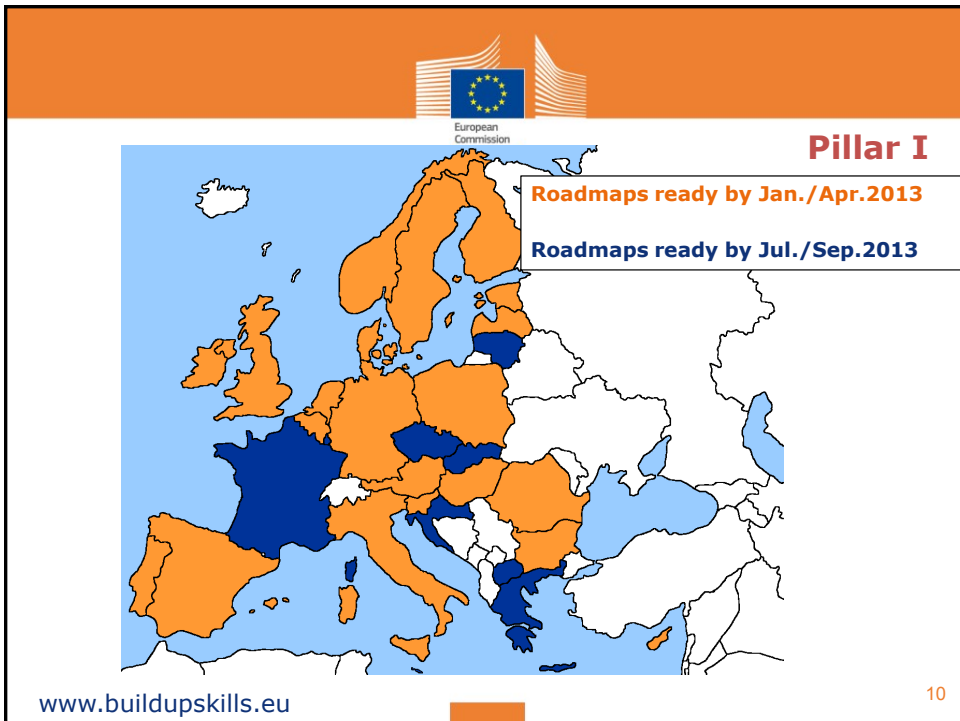 European
Commission
Pillar I
Roadmaps ready by Jan./Apr.2013
Roadmaps ready by Jul./Sep.2013
www.buildupskills.eu
10